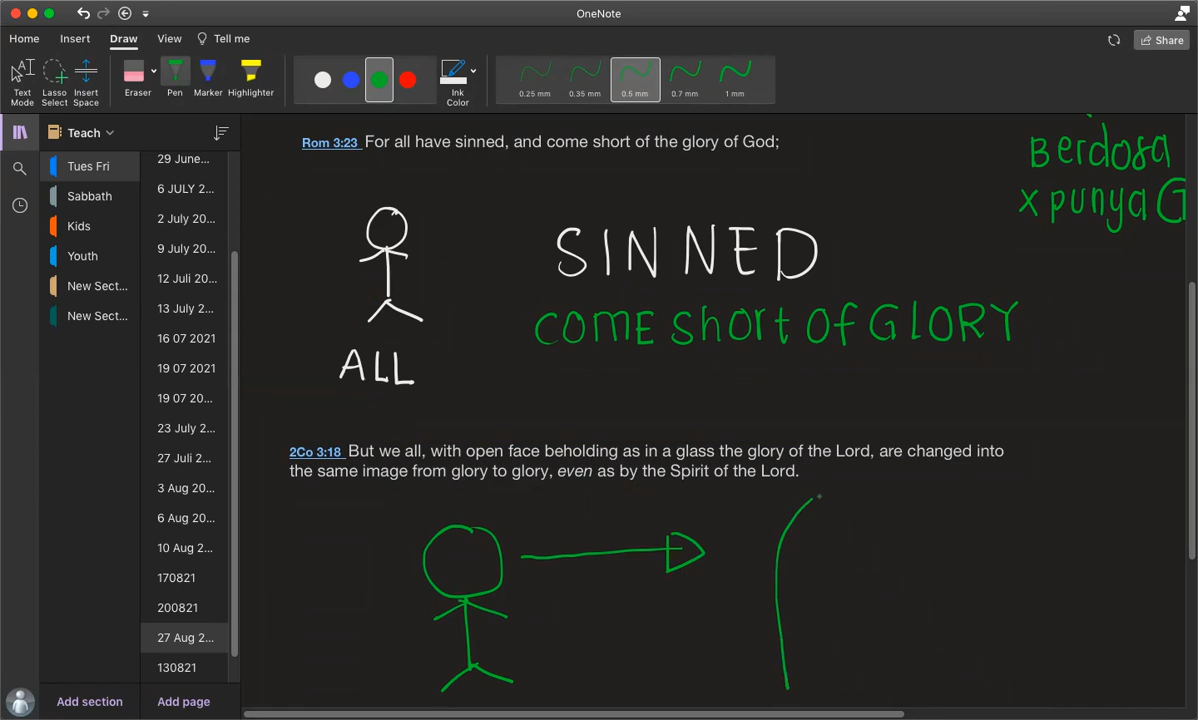 OneNote
Home Insert Draw View Tell me
Share
Text Mode
Lasso Select
Insert Space
Eraser
Pen
Marker
Highlighter
Ink Color
0.25 mm 0.35 mm 0.5 mm 0.7 mm 1 mm
Teach
Tues Fri
Sabbath
Kids
Youth
New Sect...
New Sect...
29 June...
6 JULY 2...
2 July 20...
9 July 20...
12 Juli 20...
13 July 2...
16 07 2021
19 07 2021
19 07 20...
23 July 2...
27 Juli 2...
3 Aug 20...
6 Aug 20...
10 Aug 2...
170821
200821
27 Aug 2...
130821
Add section
Add page
Rom 3:23 For all have sinned, and come short of the glory of God;
Berdosa
x punya G
SINNED
COME short of GLORY
ALL
2Co 3:18 But we all, with open face beholding as in a glass the glory of the Lord, are changed into
the same image from glory to glory, even as by the Spirit of the Lord.